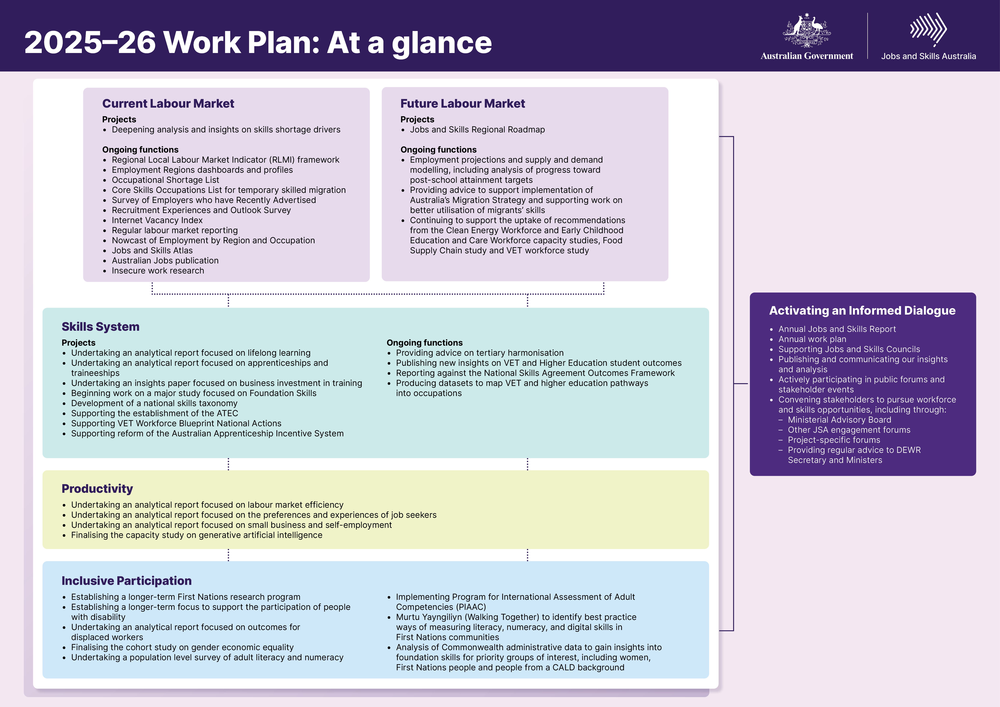 2025–26 Work Plan: At a glance
AUSTRALIA
Australian Government
Jobs and Skills Australia
Current Labour Market
Projects
• Deepening analysis and insights on skills shortage drivers
Ongoing functions
• Regional Local Labour Market Indicator (RLMI) framework
• Employment Regions dashboards and profiles
• Occupational Shortage List
• Core Skills Occupations List for temporary skilled migration
• Survey of Employers who have Recently Advertised
• Recruitment Experiences and Outlook Survey
• Internet Vacancy Index
• Regular labour market reporting
• Nowcast of Employment by Region and Occupation
• Jobs and Skills Atlas
• Australian Jobs publication
• Insecure work research
Future Labour Market
Projects
• Jobs and Skills Regional Roadmap
Ongoing functions
• Employment projections and supply and demand
modelling, including analysis of progress toward
post-school attainment targets
• Providing advice to support implementation of
Australia’s Migration Strategy and supporting work on
better utilisation of migrants’ skills
• Continuing to support the uptake of recommendations
from the Clean Energy Workforce and Early Childhood
Education and Care Workforce capacity studies, Food
Supply Chain study and VET workforce study
Skills System
Projects
• Undertaking an analytical report focused on lifelong learning
• Undertaking an analytical report focused on apprenticeships and
traineeships
• Undertaking an insights paper focused on business investment in training
• Beginning work on a major study focused on Foundation Skills
• Development of a national skills taxonomy
• Supporting the establishment of the ATEC
• Supporting VET Workforce Blueprint National Actions
• Supporting reform of the Australian Apprenticeship Incentive System
Ongoing functions
• Providing advice on tertiary harmonisation
• Publishing new insights on VET and Higher Education student outcomes
• Reporting against the National Skills Agreement Outcomes Framework
• Producing datasets to map VET and higher education pathways
into occupations
Productivity
• Undertaking an analytical report focused on labour market efficiency
• Undertaking an analytical report focused on the preferences and experiences of job seekers
• Undertaking an analytical report focused on small business and self-employment
• Finalising the capacity study on generative artificial intelligence
Inclusive Participation
• Establishing a longer-term First Nations research program
• Establishing a longer-term focus to support the participation of people
with disability
• Undertaking an analytical report focused on outcomes for
displaced workers
• Finalising the cohort study on gender economic equality
• Undertaking a population level survey of adult literacy and numeracy
• Implementing Program for International Assessment of Adult
Competencies (PIAAC)
• Murtu Yayngiliyn (Walking Together) to identify best practice
ways of measuring literacy, numeracy, and digital skills in
First Nations communities
• Analysis of Commonwealth administrative data to gain insights into
foundation skills for priority groups of interest, including women,
First Nations people and people from a CALD background
Activating an Informed Dialogue
• Annual Jobs and Skills Report
• Annual work plan
• Supporting Jobs and Skills Councils
• Publishing and communicating our insights
and analysis
• Actively participating in public forums and
stakeholder events
• Convening stakeholders to pursue workforce
and skills opportunities, including through:
– Ministerial Advisory Board
– Other JSA engagement forums
– Project-specific forums
– Providing regular advice to DEWR
Secretary and Ministers